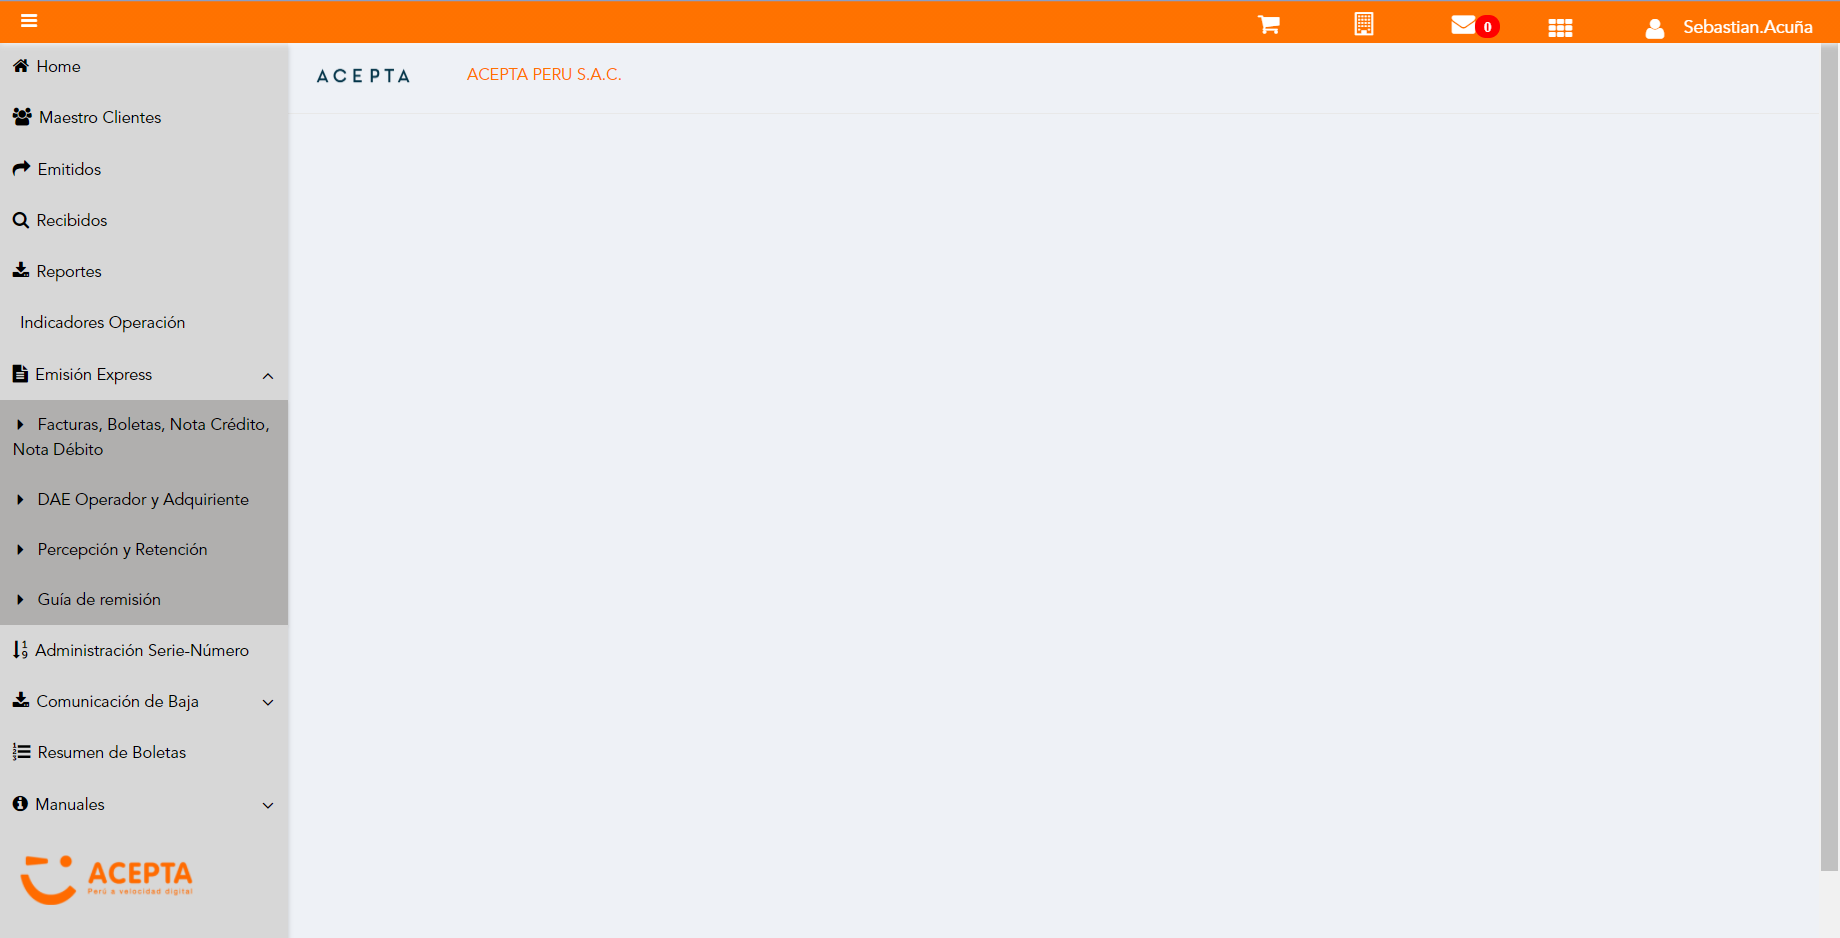 0
Sebastian.Acuña
Home
ACEPTA
ACEPTA PERU S.A.C.
Maestro Clientes
Emitidos
Recibidos
Reportes
Indicadores Operación
Emisión Express
Facturas, Boletas, Nota Crédito,
Nota Débito
DAE Operador y Adquiriente
Percepción y Retención
Guía de remisión
Administración Serie-Número
Comunicación de Baja
Resumen de Boletas
Manuales
ACEPTA
Perú a velocidad digital